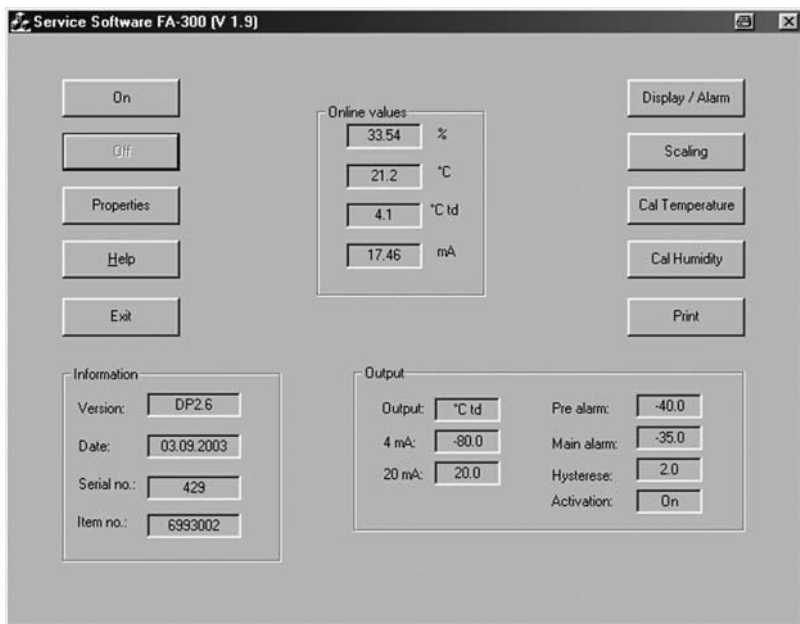 Service Software FA-300 (V 1.9)
On
Off
Properties
Help
Exit
Online values
33.54 %
21.2 °C
4.1 °C td
17.46 mA
Display / Alarm
Scaling
Cal Temperature
Cal Humidity
Print
Information
Version: DP2.6
Date: 03.09.2003
Serial no.: 429
Item no.: 6993002
Output
Output: °C td
4 mA: -80.0
20 mA: 20.0
Pre alarm: -40.0
Main alarm: -35.0
Hysterese: 2.0
Activation: On